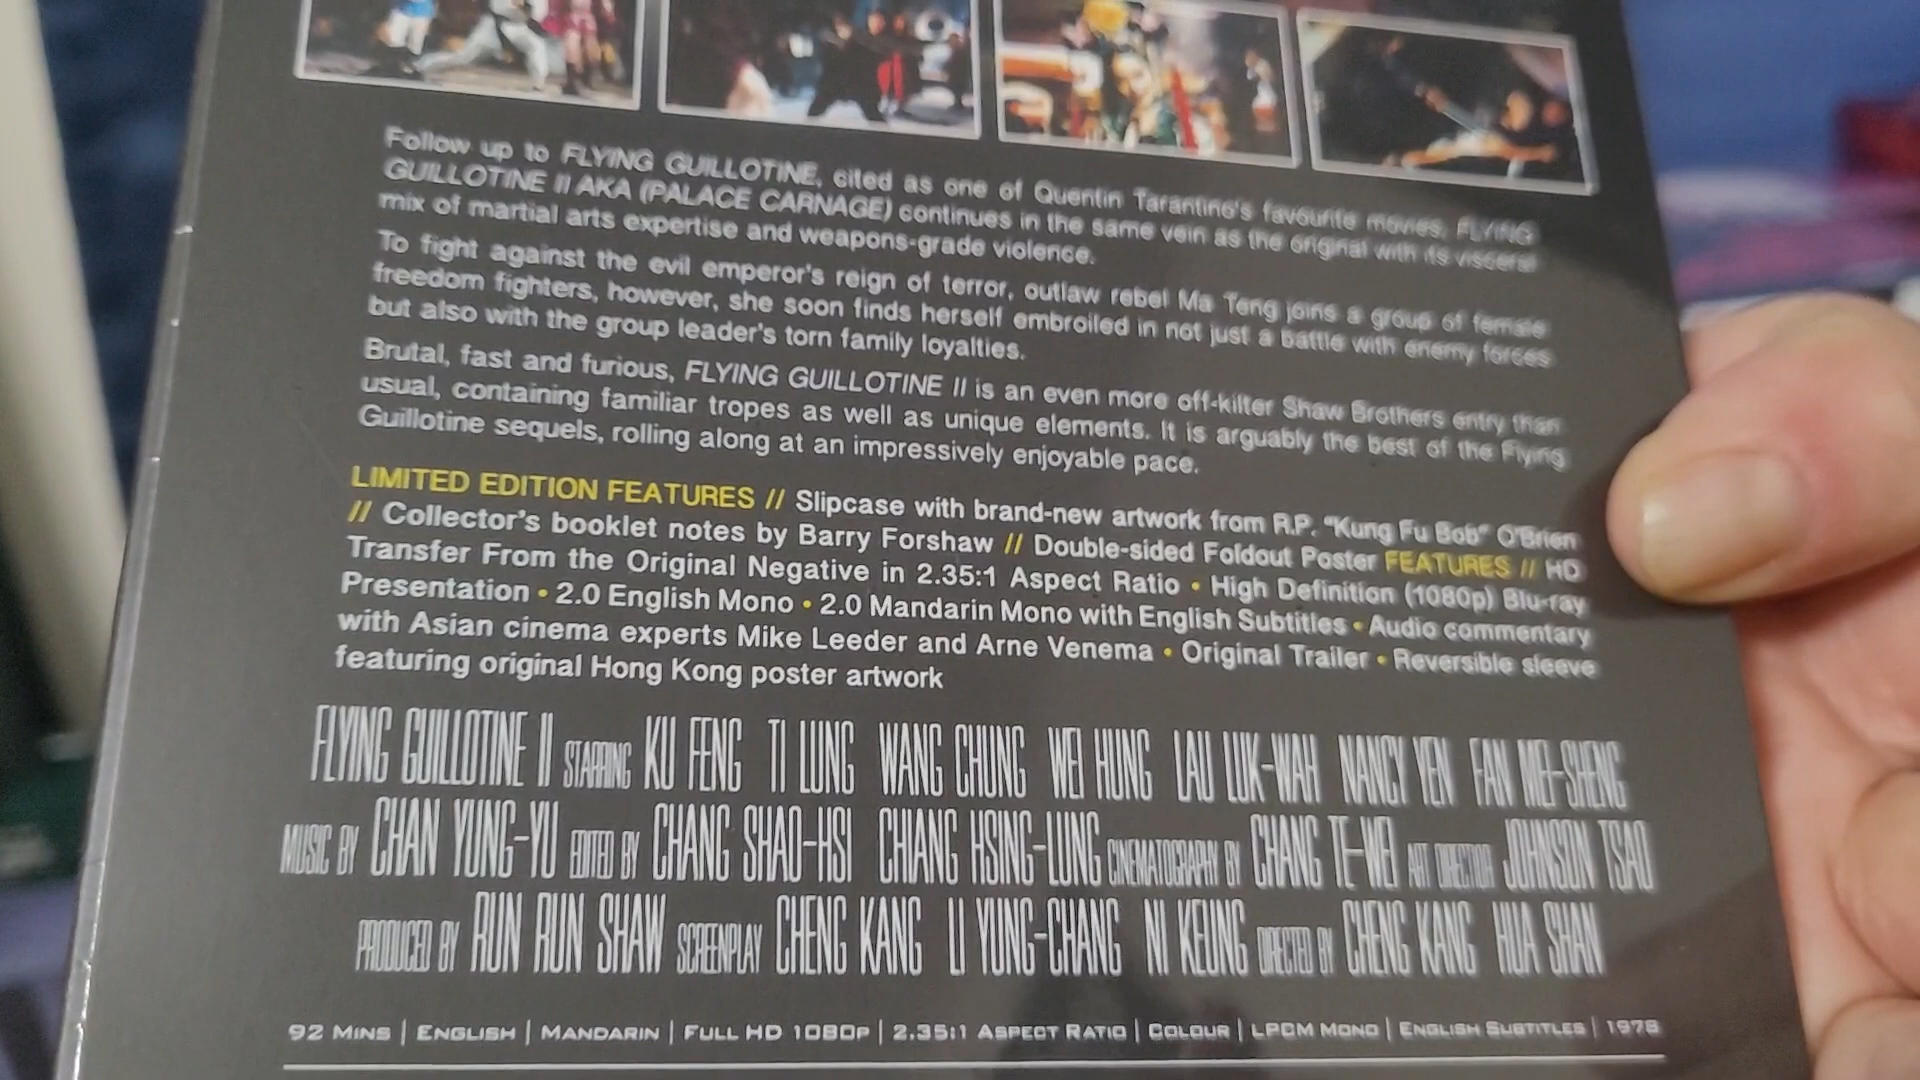 Follow up to FLYING GUILLOTINE, cited as one of Quentin Tarantino's favourite movies, FLYING
GUILLOTINE II AKA (PALACE CARNAGE) continues in the same vein as the original with its visceral
mix of martial arts expertise and weapons-grade violence.
To fight against the evil emperor's reign of terror, outlaw rebel Ma Teng joins a group of female
freedom fighters, however, she soon finds herself embroiled in not just a battle with enemy forces
but also with the group leader's torn family loyalties.
Brutal, fast and furious, FLYING GUILLOTINE II is an even more off-kilter Shaw Brothers entry than
usual, containing familiar tropes as well as unique elements. It is arguably the best of the Flying
Guillotine sequels, rolling along at an impressively enjoyable pace.
LIMITED EDITION FEATURES // Slipcase with brand-new artwork from R.P. "Kung Fu Bob" O'Brien
// Collector's booklet notes by Barry Forshaw // Double-sided Foldout Poster FEATURES // HD
Transfer From the Original Negative in 2.35:1 Aspect Ratio • High Definition (1080p) Blu-ray
Presentation • 2.0 English Mono • 2.0 Mandarin Mono with English Subtitles • Audio commentary
with Asian cinema experts Mike Leeder and Arne Venema • Original Trailer • Reversible sleeve
featuring original Hong Kong poster artwork
FLYING GUILLOTINE II STARRING KU FENG TI LUNG WANG CHUNG WEI HUNG LAU LUK-WAH NANCY YEN FAN MEI-SHENG
MUSIC BY CHAN YUNG-YU EDITED BY CHANG SHAO-HSI CHIANG HSING-LUNG CINEMATOGRAPHY BY CHANG TE-WEI ART DIRECTOR JOHNSON TSAO
PRODUCED BY RUN RUN SHAW SCREENPLAY CHENG KANG LI YUNG-CHANG NI KEUNG DIRECTED BY CHENG KANG HUA SHAN
92 MINS | ENGLISH | MANDARIN | FULL HD 1080P | 2.35:1 ASPECT RATIO | COLOUR | LPCM MONO | ENGLISH SUBTITLES | 1978